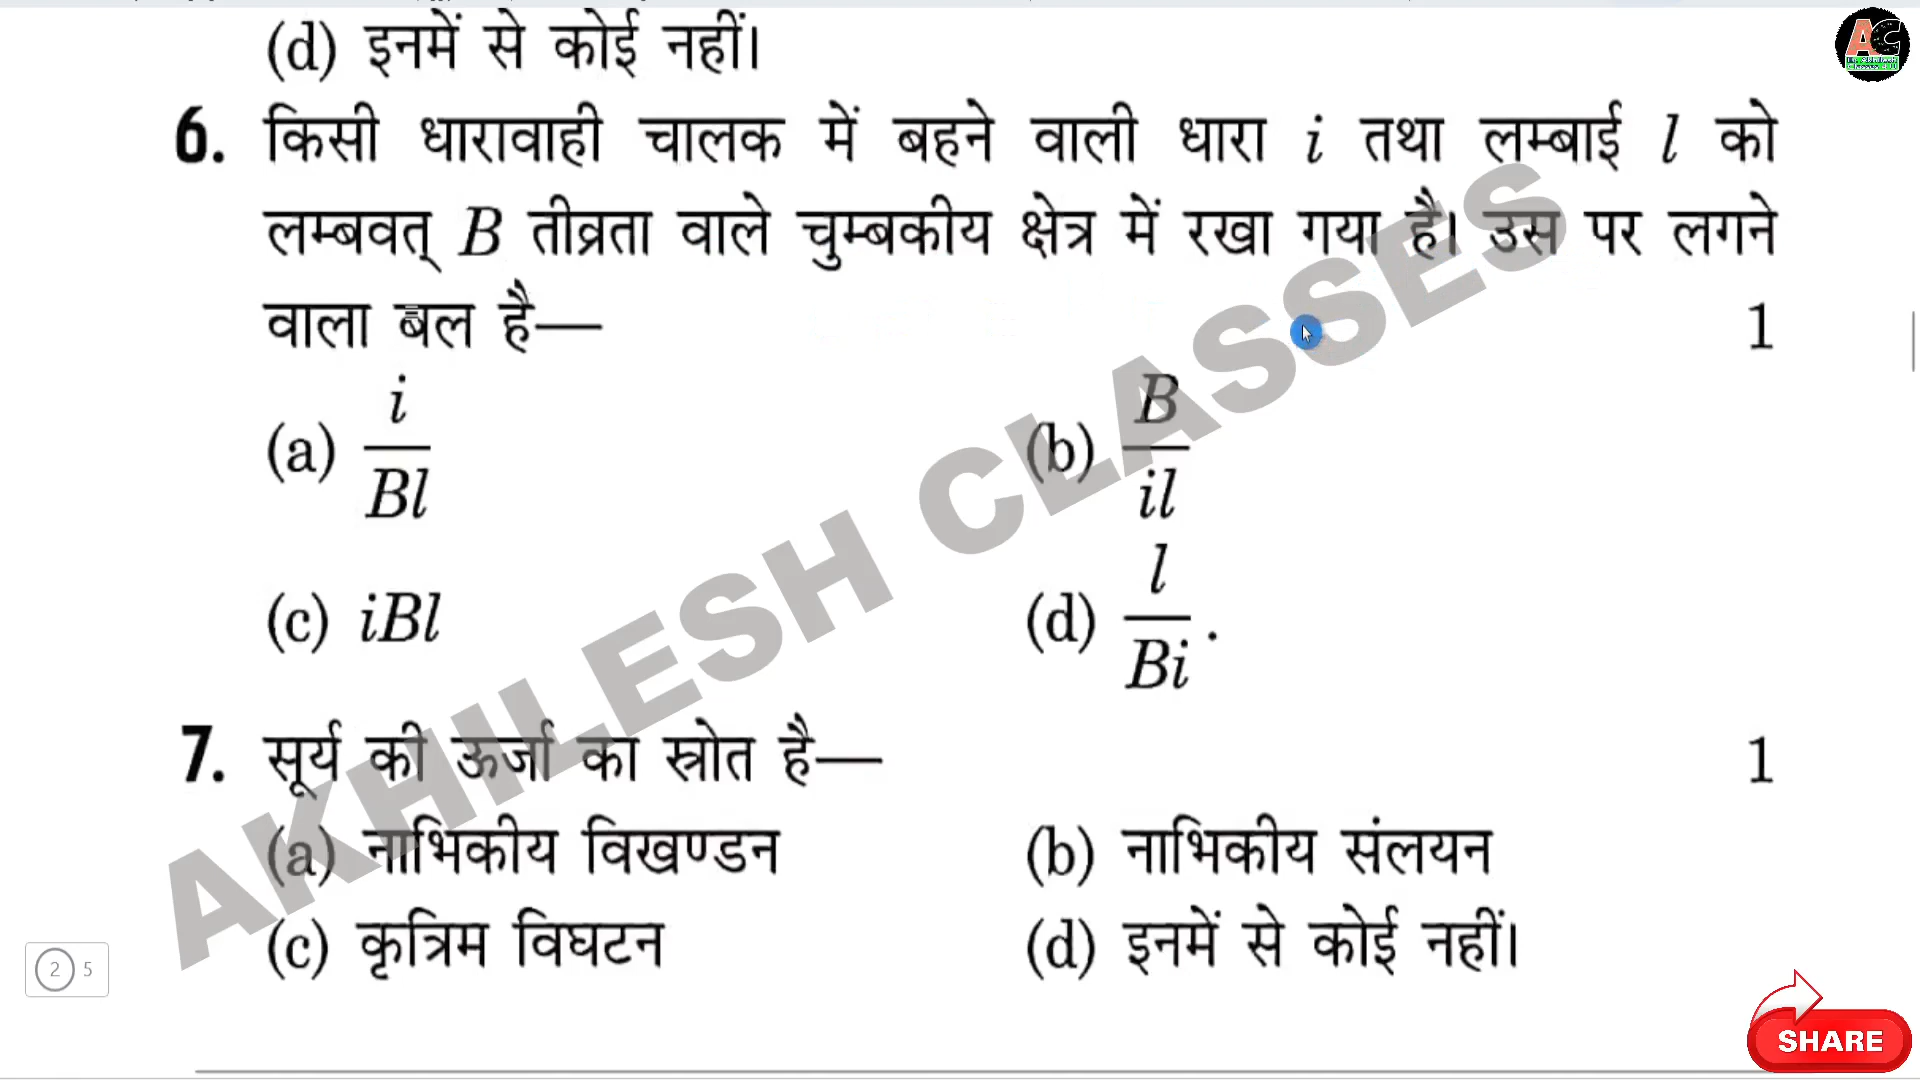 (d) इनमें से कोई नहीं।
6. किसी धारावाही चालक में बहने वाली धारा i तथा लम्बाई l को
लम्बवत् B तीव्रता वाले चुम्बकीय क्षेत्र में रखा गया है। उस पर लगने
वाला बल है— 1
(a) i/Bl (b) B/il
(c) iBl (d) l/Bi.
7. सूर्य की ऊर्जा का स्रोत है— 1
(a) नाभिकीय विखण्डन (b) नाभिकीय संलयन
(c) कृत्रिम विघटन (d) इनमें से कोई नहीं।
AKHILESH CLASSES
2 5
AC
SHARE